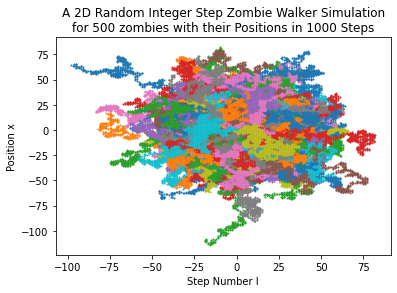 A 2D Random Integer Step Zombie Walker Simulation
for 500 zombies with their Positions in 1000 Steps
75
50
25
0
−25
−50
−75
−100
Position x
−100 −75 −50 −25 0 25 50 75
Step Number I